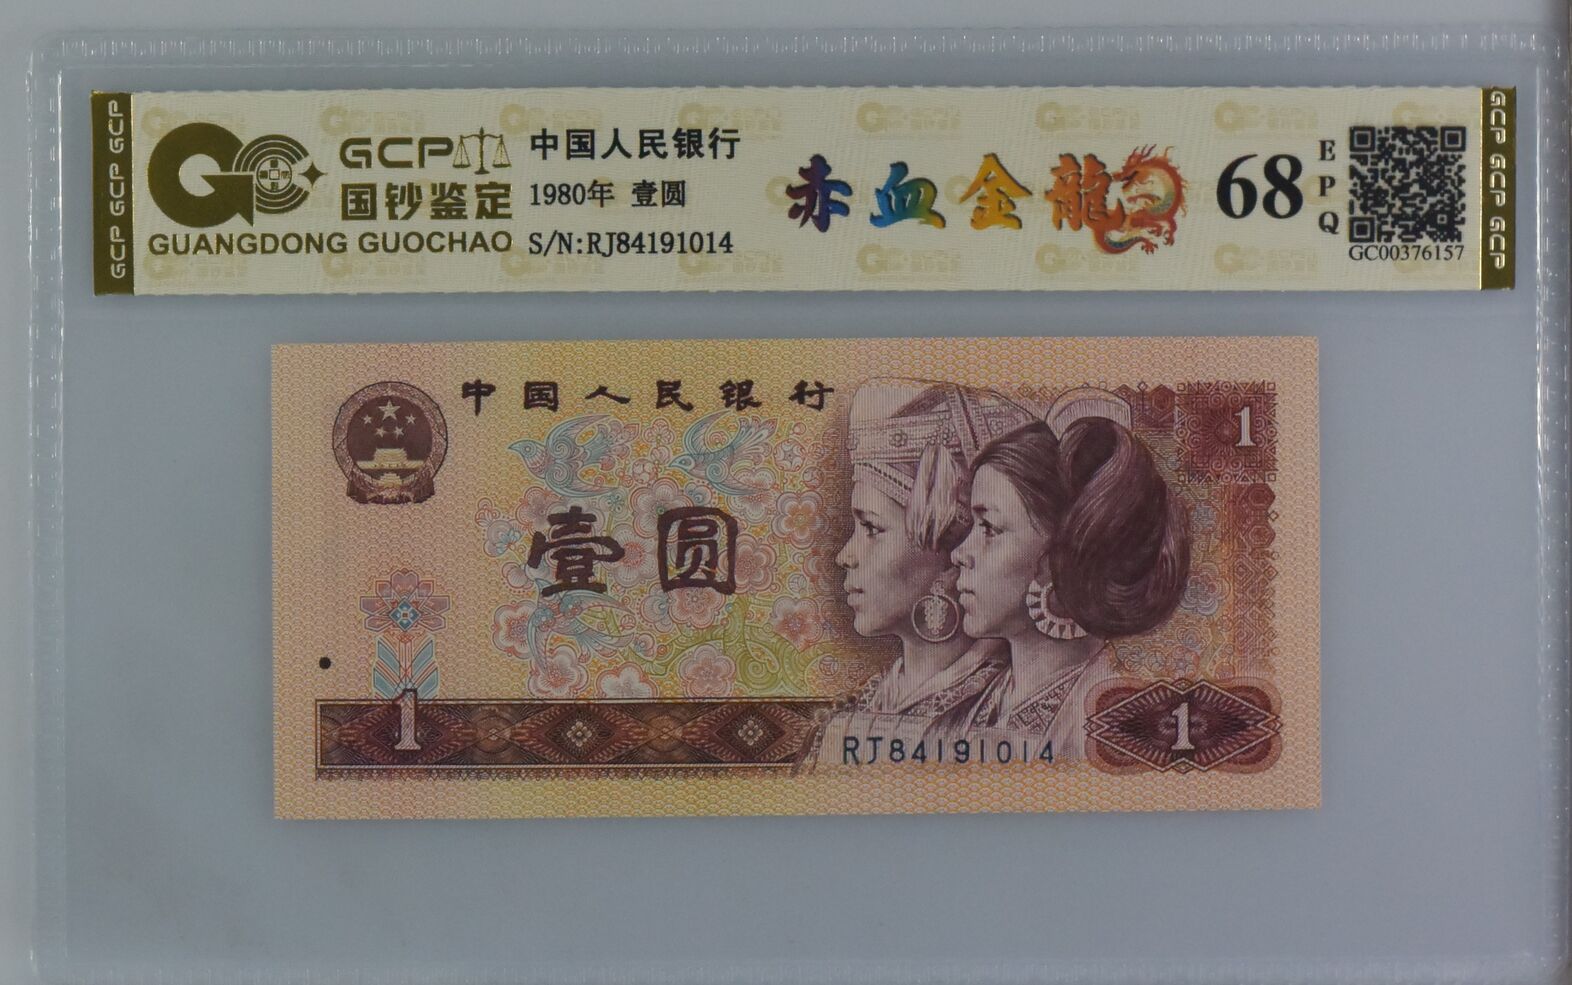 GCP GCP GCP
GCP
国钞鉴定
GUANGDONG GUOCHAO
中国人民银行
1980年 壹圆
S/N:RJ84191014
赤血金龍
68
EPQ
GC00376157
GCP GCP GCP
中国人民银行
1
壹圆
1
RJ84191014
1